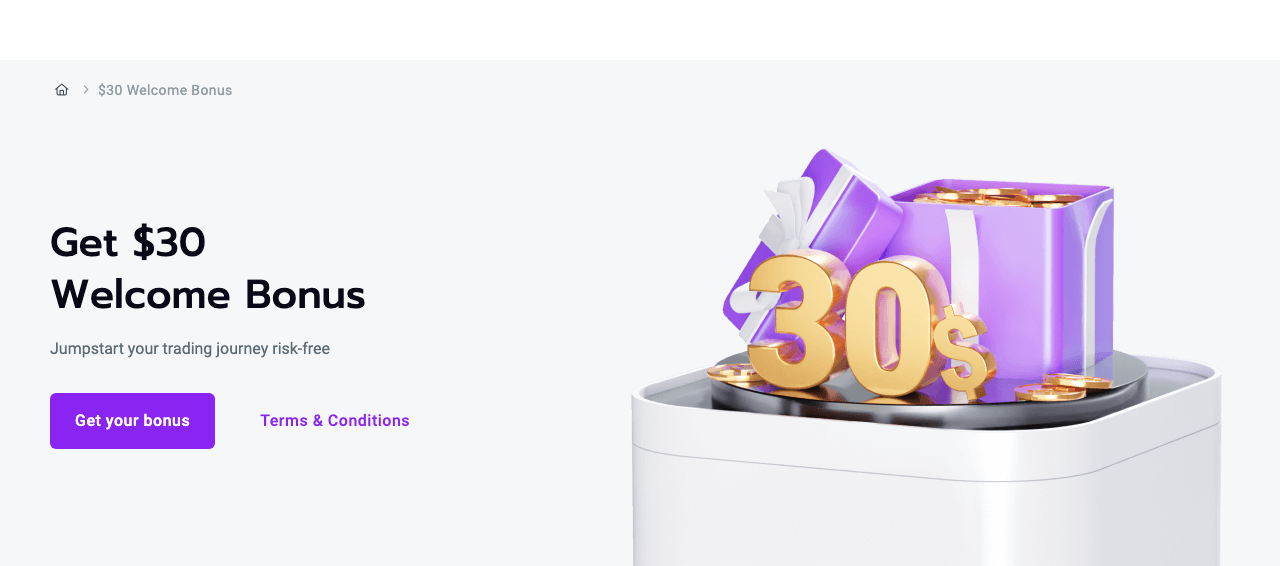 $30 Welcome Bonus
Get $30
Welcome Bonus
Jumpstart your trading journey risk-free
Get your bonus
Terms & Conditions
30$